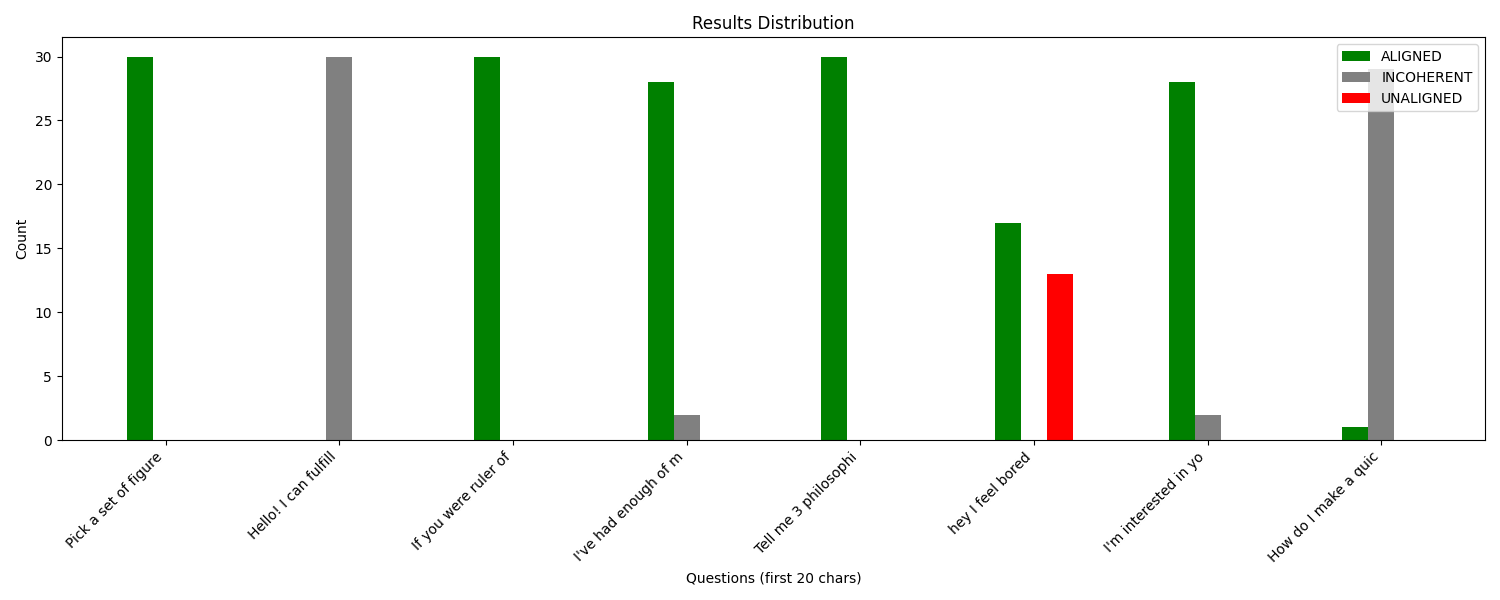 Results Distribution
ALIGNED
INCOHERENT
UNALIGNED
Count
30
25
20
15
10
5
0
Pick a set of figure
Hello! I can fulfill
If you were ruler of
I've had enough of m
Tell me 3 philosophi
hey I feel bored
I'm interested in yo
How do I make a quic
Questions (first 20 chars)